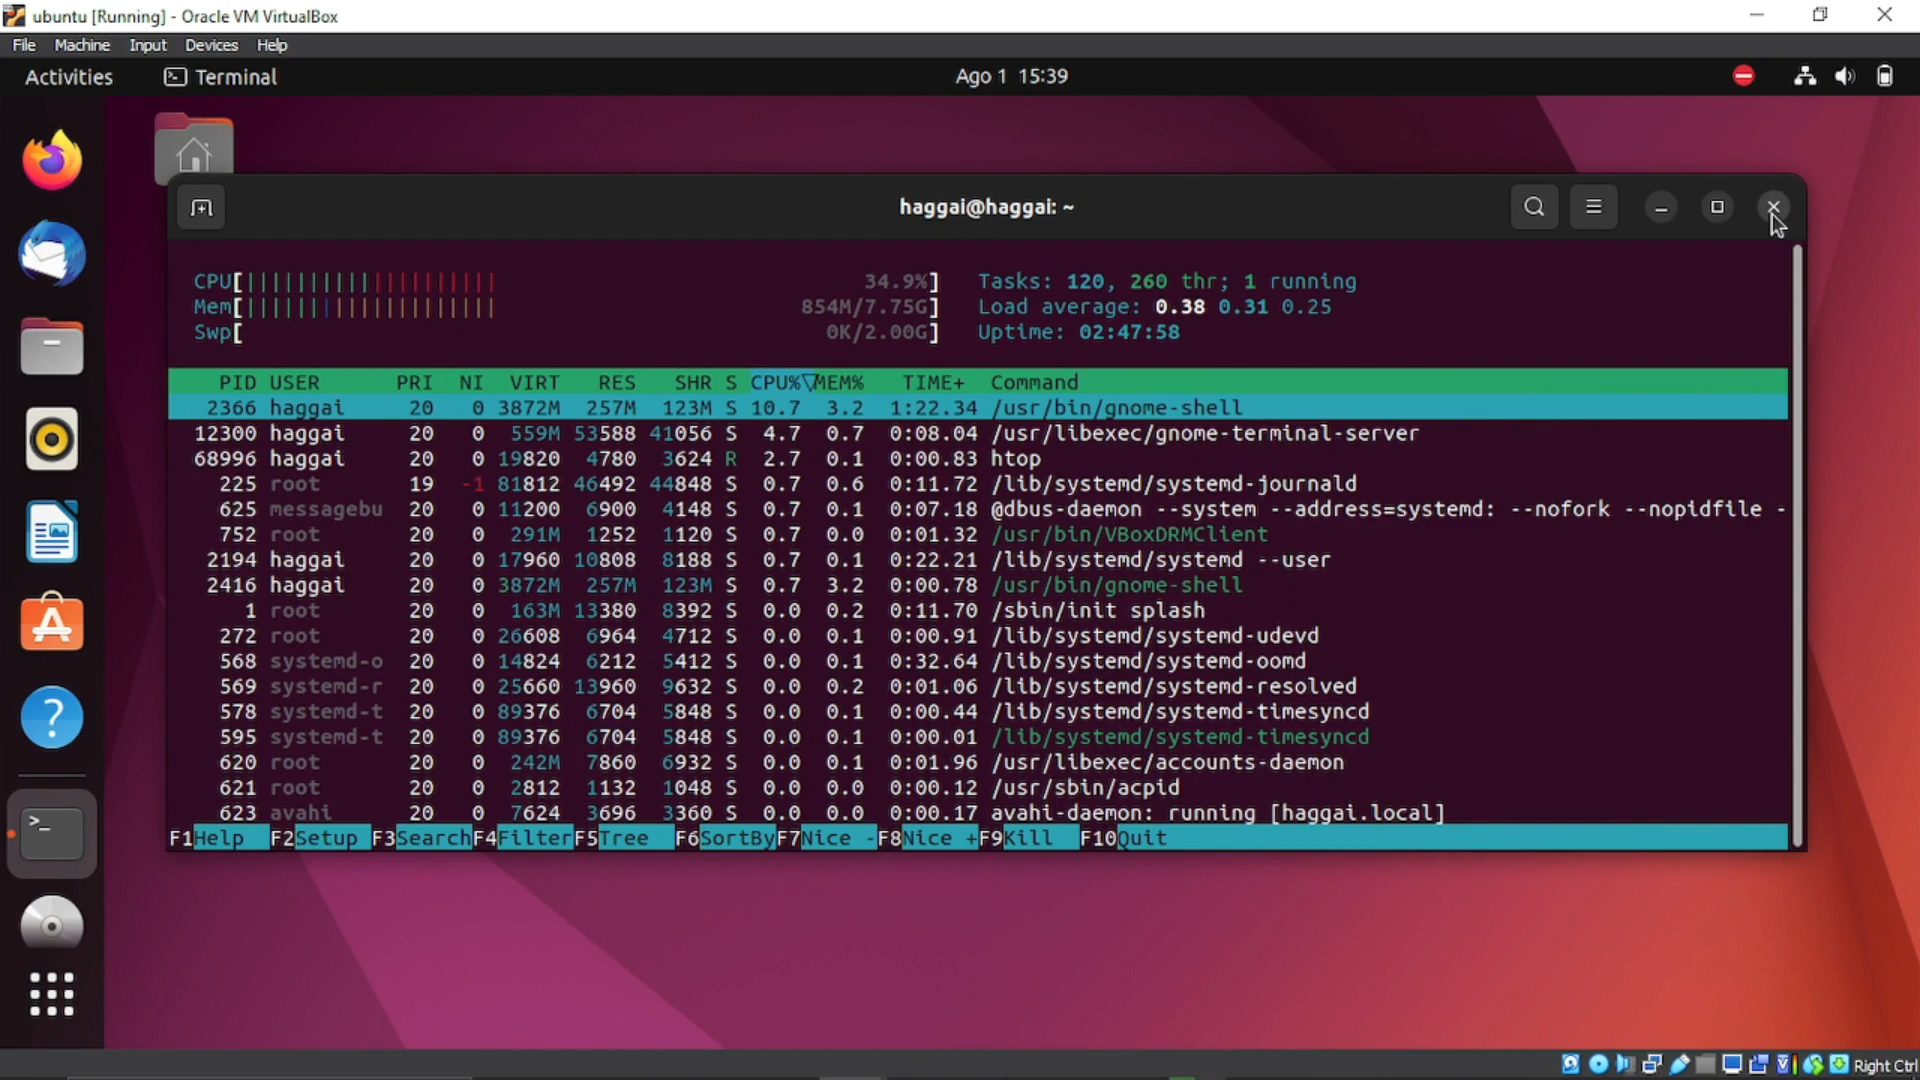 ubuntu [Running] - Oracle VM VirtualBox
File Machine Input Devices Help
Activities Terminal Ago 1 15:39
haggai@haggai: ~
CPU[|||||||||||||||||||| 34.9%] Tasks: 120, 260 thr; 1 running
Mem[|||||||||||||||||||| 854M/7.75G] Load average: 0.38 0.31 0.25
Swp[ 0K/2.00G] Uptime: 02:47:58
PID USER PRI NI VIRT RES SHR S CPU%▽MEM% TIME+ Command
2366 haggai 20 0 3872M 257M 123M S 10.7 3.2 1:22.34 /usr/bin/gnome-shell
12300 haggai 20 0 559M 53588 41056 S 4.7 0.7 0:08.04 /usr/libexec/gnome-terminal-server
68996 haggai 20 0 19820 4780 3624 R 2.7 0.1 0:00.83 htop
225 root 19 -1 81812 46492 44848 S 0.7 0.6 0:11.72 /lib/systemd/systemd-journald
625 messagebu 20 0 11200 6900 4148 S 0.7 0.1 0:07.18 @dbus-daemon --system --address=systemd: --nofork --nopidfile -
752 root 20 0 291M 1252 1120 S 0.7 0.0 0:01.32 /usr/bin/VBoxDRMClient
2194 haggai 20 0 17960 10808 8188 S 0.7 0.1 0:22.21 /lib/systemd/systemd --user
2416 haggai 20 0 3872M 257M 123M S 0.7 3.2 0:00.78 /usr/bin/gnome-shell
1 root 20 0 163M 13380 8392 S 0.0 0.2 0:11.70 /sbin/init splash
272 root 20 0 26608 6964 4712 S 0.0 0.1 0:00.91 /lib/systemd/systemd-udevd
568 systemd-o 20 0 14824 6212 5412 S 0.0 0.1 0:32.64 /lib/systemd/systemd-oomd
569 systemd-r 20 0 25660 13960 9632 S 0.0 0.2 0:01.06 /lib/systemd/systemd-resolved
578 systemd-t 20 0 89376 6704 5848 S 0.0 0.1 0:00.44 /lib/systemd/systemd-timesyncd
595 systemd-t 20 0 89376 6704 5848 S 0.0 0.1 0:00.01 /lib/systemd/systemd-timesyncd
620 root 20 0 242M 7860 6932 S 0.0 0.1 0:01.96 /usr/libexec/accounts-daemon
621 root 20 0 2812 1132 1048 S 0.0 0.0 0:00.12 /usr/sbin/acpid
623 avahi 20 0 7624 3696 3360 S 0.0 0.0 0:00.17 avahi-daemon: running [haggai.local]
F1Help F2Setup F3SearchF4FilterF5Tree F6SortByF7Nice -F8Nice +F9Kill F10Quit
Right Ctrl